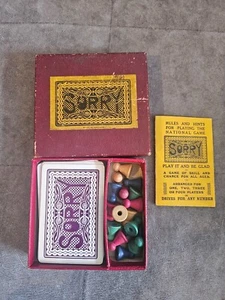 SORRY
RULES AND HINTS
FOR PLAYING THE
NATIONAL GAME
SORRY
PLAY IT AND BE GLAD
A GAME OF SKILL AND
CHANCE FOR ALL AGES.
ARRANGED FOR
ONE, TWO, THREE
OR FOUR PLAYERS
SORRY